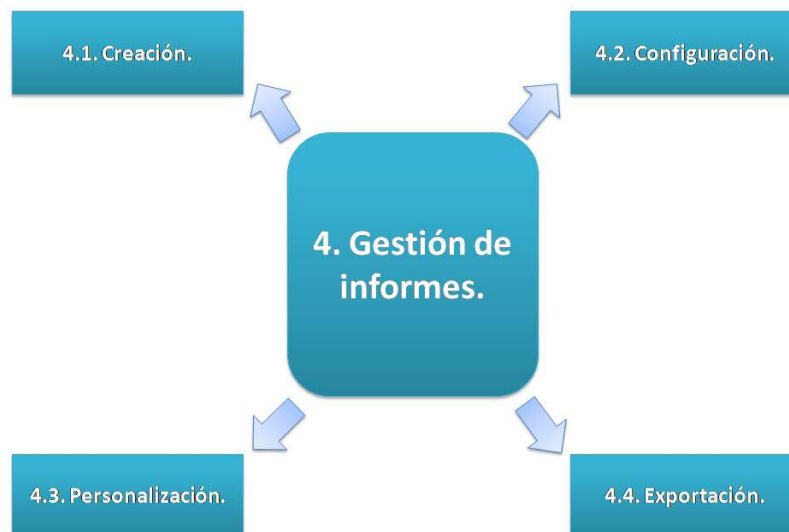 4.1. Creación.
4.2. Configuración.
4. Gestión de
informes.
4.3. Personalización.
4.4. Exportación.